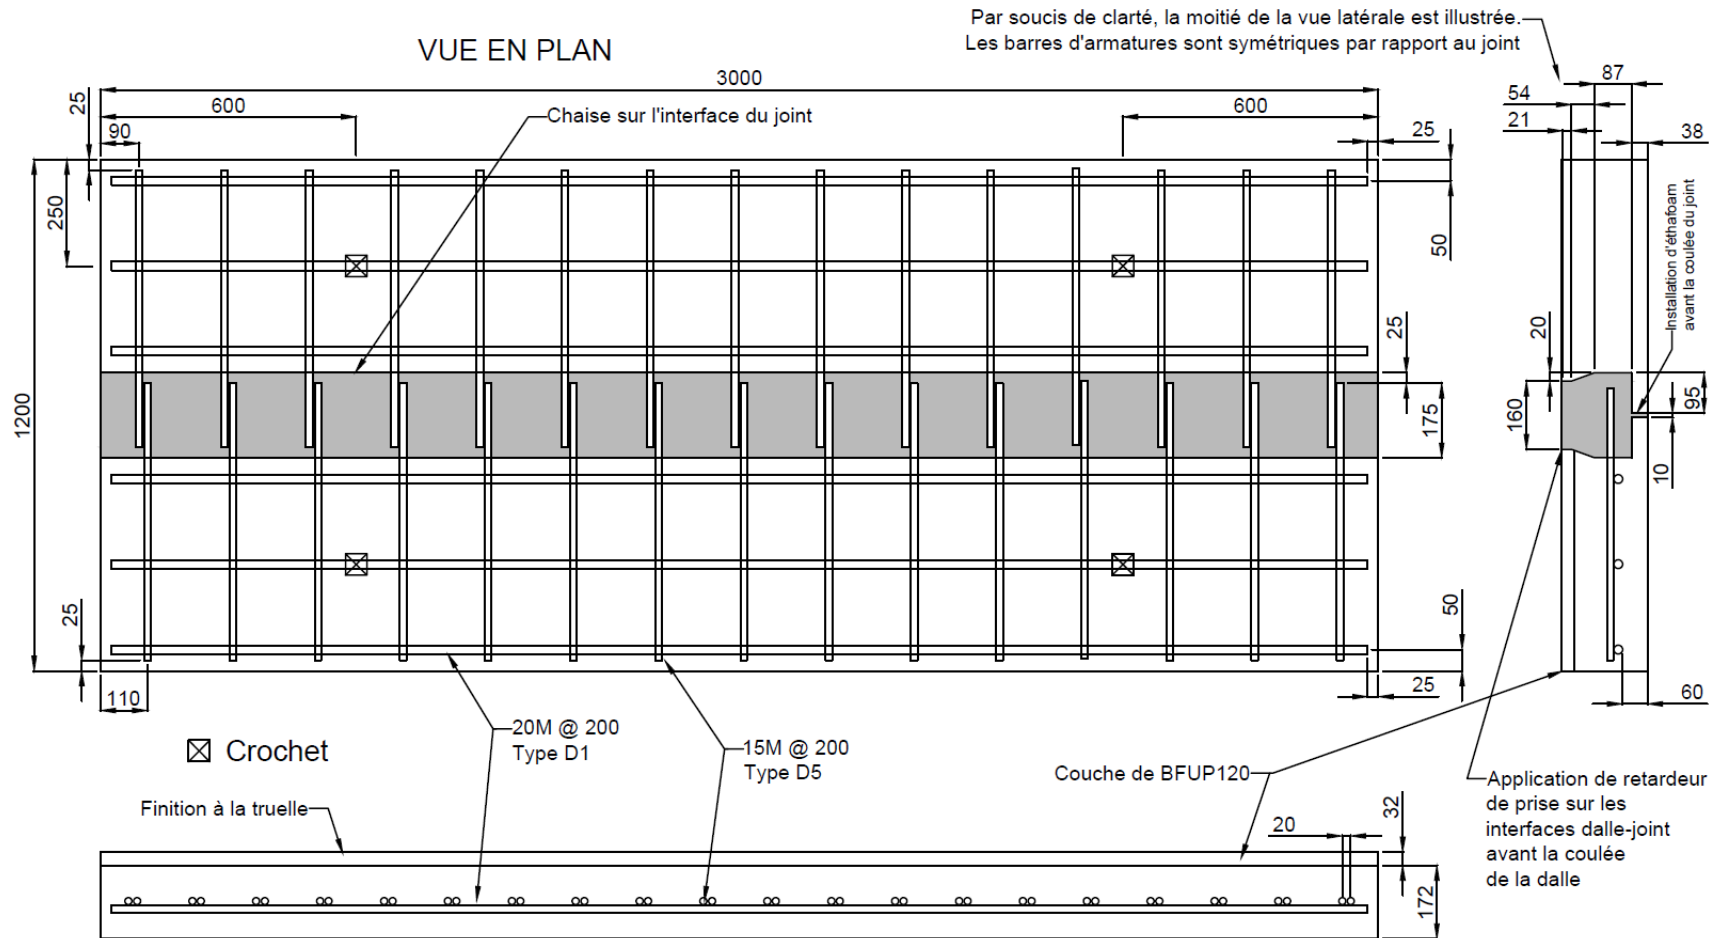 Par soucis de clarté, la moitié de la vue latérale est illustrée.
Les barres d'armatures sont symétriques par rapport au joint
VUE EN PLAN
3000
87
600
600
54
25
Chaise sur l'interface du joint
21
90
25
38
250
50
Installation d'éthafoam
avant la coulée du joint
25
20
1200
175
160
95
10
25
50
110
25
60
20M @ 200
Type D1
15M @ 200
Type D5
Crochet
Couche de BFUP120
Application de retardeur
de prise sur les
interfaces dalle-joint
avant la coulée
de la dalle
Finition à la truelle
20
32
172